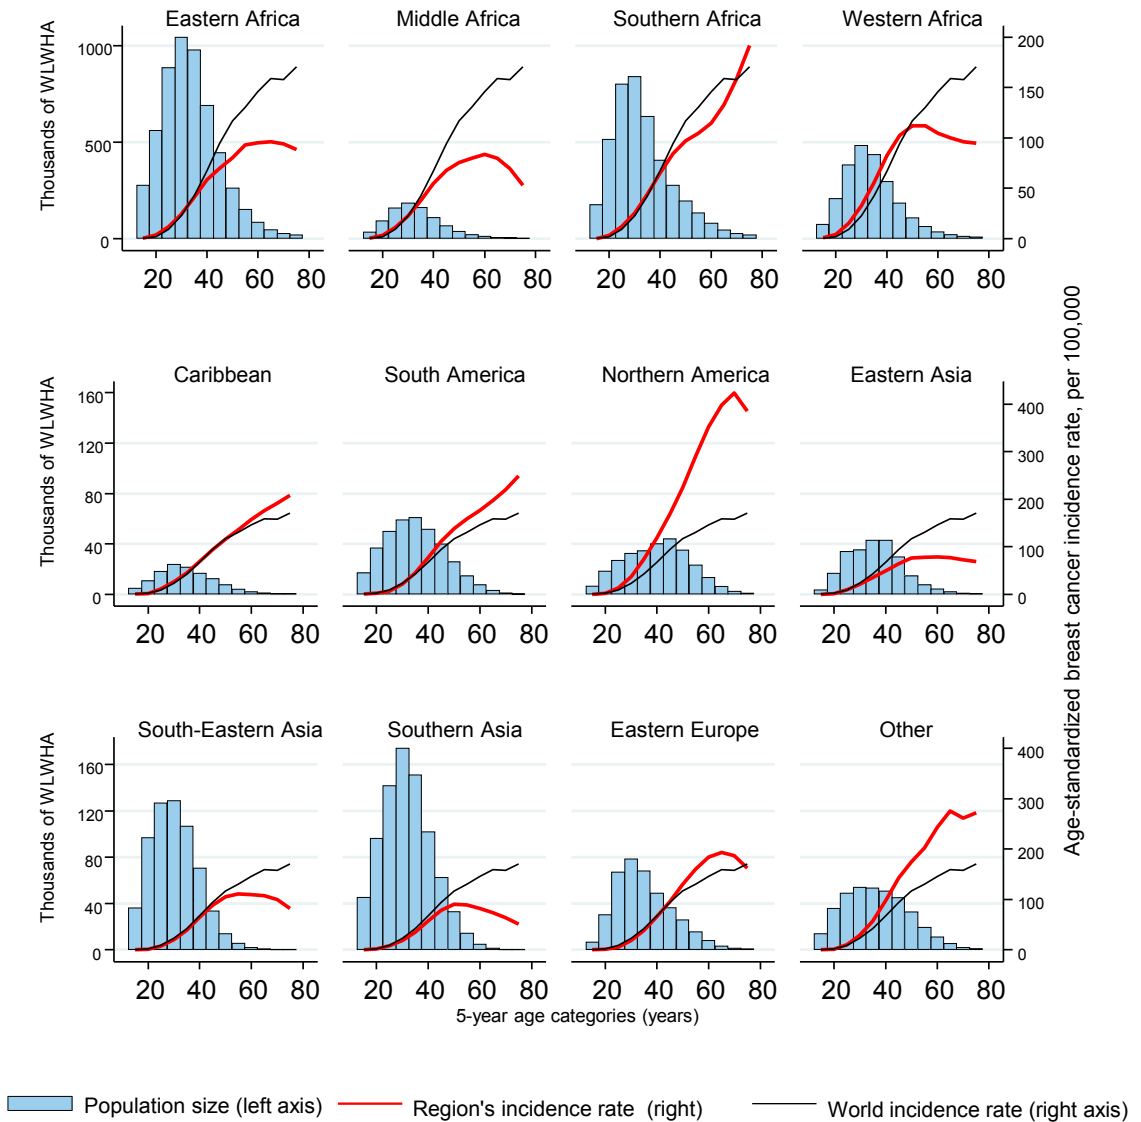 Eastern Africa Middle Africa Southern Africa Western Africa
Thousands of WLWHA
1000
500
0
200
150
100
50
0
20 40 60 80 20 40 60 80 20 40 60 80 20 40 60 80
Age-standardized breast cancer incidence rate, per 100,000
Caribbean South America Northern America Eastern Asia
Thousands of WLWHA
160
120
80
40
0
400
300
200
100
0
20 40 60 80 20 40 60 80 20 40 60 80 20 40 60 80
South-Eastern Asia Southern Asia Eastern Europe Other
Thousands of WLWHA
160
120
80
40
0
400
300
200
100
0
20 40 60 80 20 40 60 80 20 40 60 80 20 40 60 80
5-year age categories (years)
Population size (left axis) Region's incidence rate (right) World incidence rate (right axis)